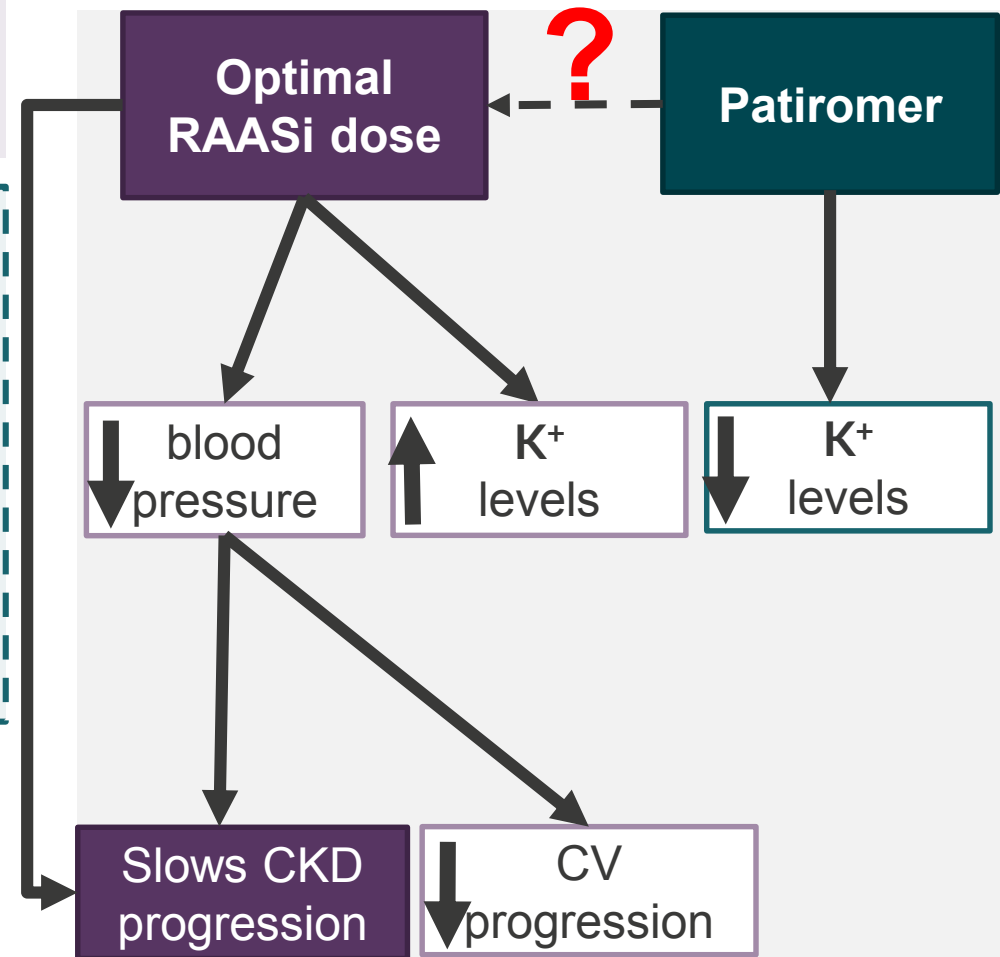 Optimal
RAASi dose
?
Patiromer
blood
pressure
K⁺
levels
K⁺
levels
Slows CKD
progression
CV
progression